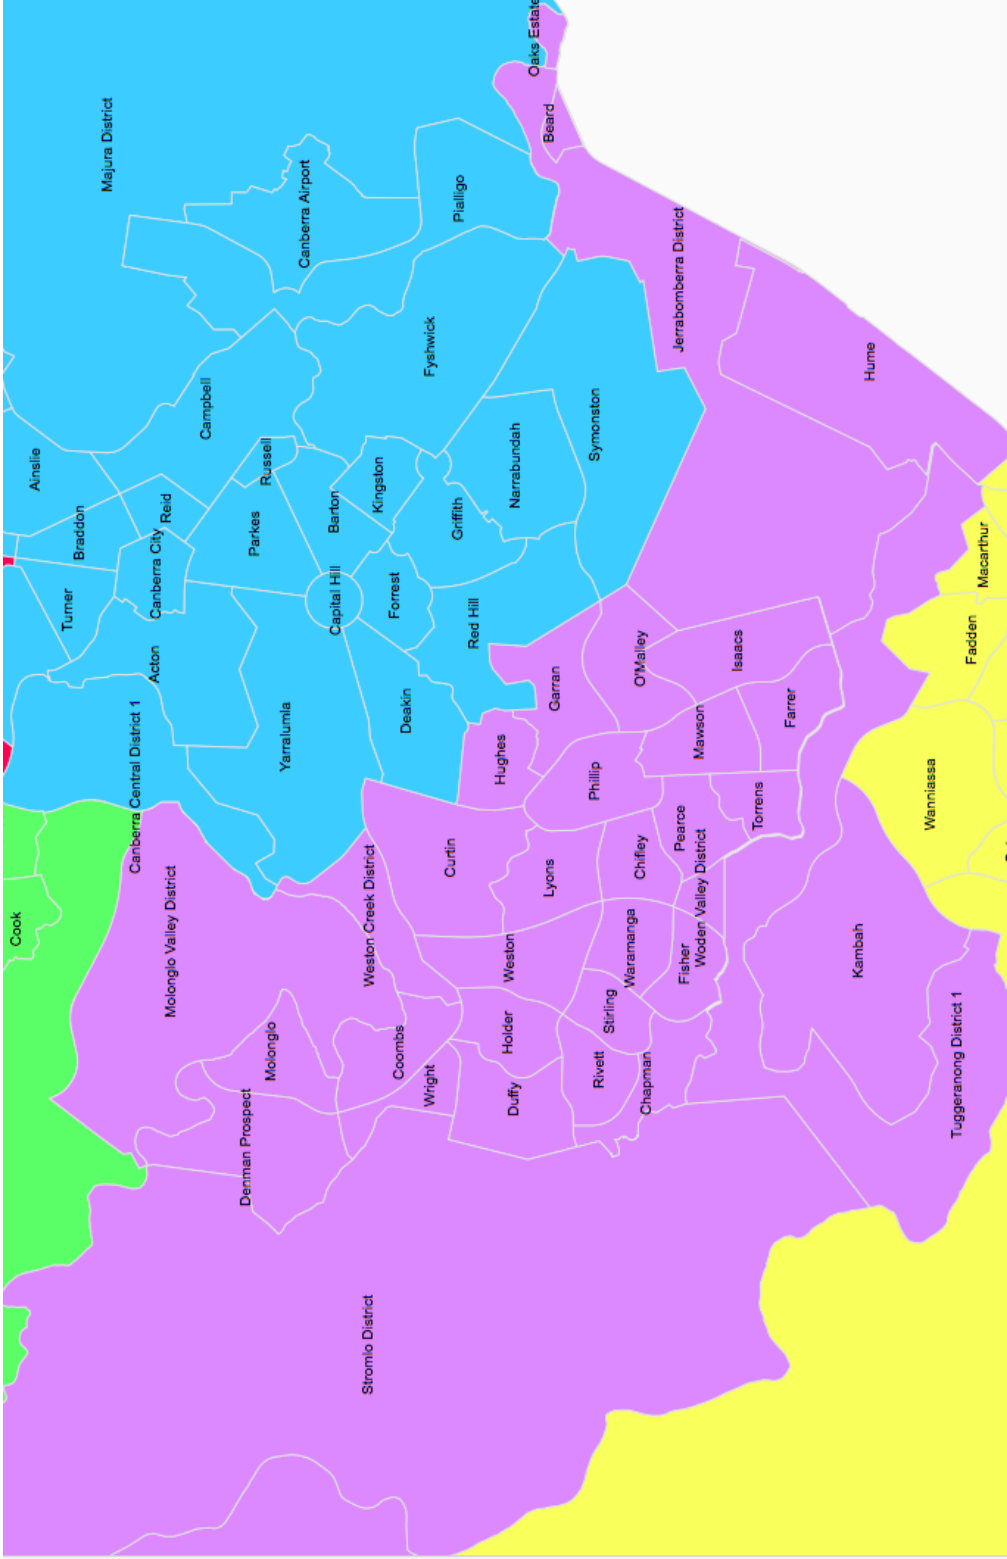 Stromlo District
Denman Prospect
Molonglo
Molonglo Valley District
Cook
Canberra Central District 1
Acton
Turner
Canberra City
Braddon
Reid
Ainslie
Majura District
Campbell
Russell
Parkes
Canberra Airport
Yarralumla
Capital Hill
Barton
Kingston
Forrest
Deakin
Red Hill
Griffith
Fyshwick
Pialligo
Oaks Estate
Beard
Narrabundah
Symonston
Jerrabomberra District
Hume
Weston Creek District
Coombs
Wright
Curtin
Hughes
Garran
Duffy
Holder
Weston
Lyons
Phillip
O'Malley
Rivett
Stirling
Waramanga
Chifley
Chapman
Fisher
Woden Valley District
Pearce
Mawson
Isaacs
Torrens
Farrer
Kambah
Tuggeranong District 1
Wanniassa
Fadden
Macarthur